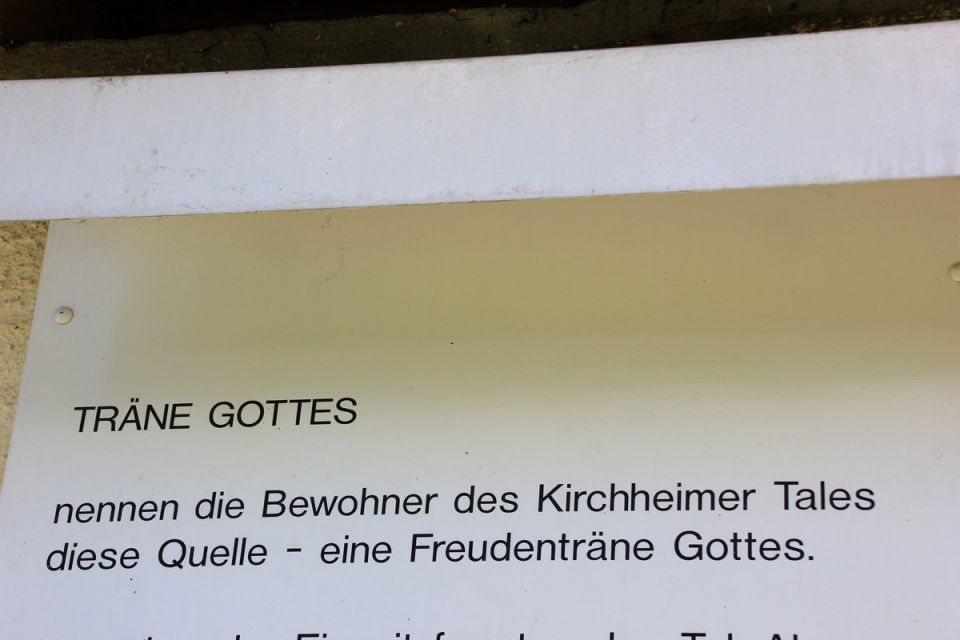 TRÄNE GOTTES
nennen die Bewohner des Kirchheimer Tales
diese Quelle - eine Freudenträne Gottes.